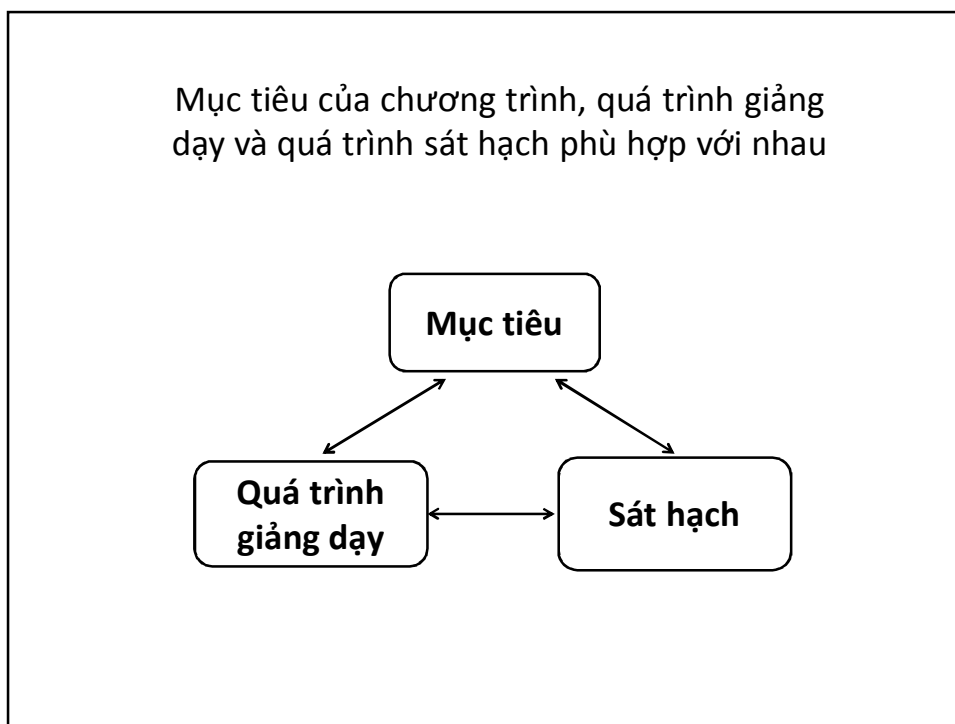 Mục tiêu của chương trình, quá trình giảng
dạy và quá trình sát hạch phù hợp với nhau
Mục tiêu
Quá trình
giảng dạy
Sát hạch